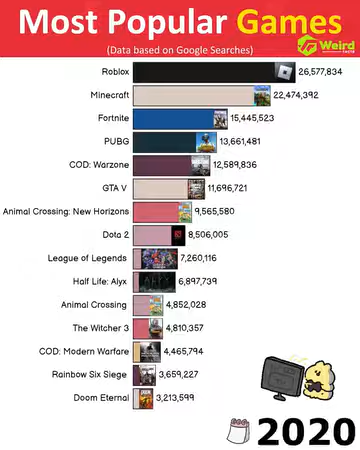 Most Popular Games
(Data based on Google Searches)
Weird
Roblox 26,577,834
Minecraft 22,474,392
Fortnite 15,445,523
PUBG 13,661,481
COD: Warzone 12,589,836
GTA V 11,696,721
Animal Crossing: New Horizons 9,565,580
Dota 2 8,506,005
League of Legends 7,260,116
Half Life: Alyx 6,897,739
Animal Crossing 4,852,028
The Witcher 3 4,810,357
COD: Modern Warfare 4,465,794
Rainbow Six Siege 3,659,227
Doom Eternal 3,213,599
2020